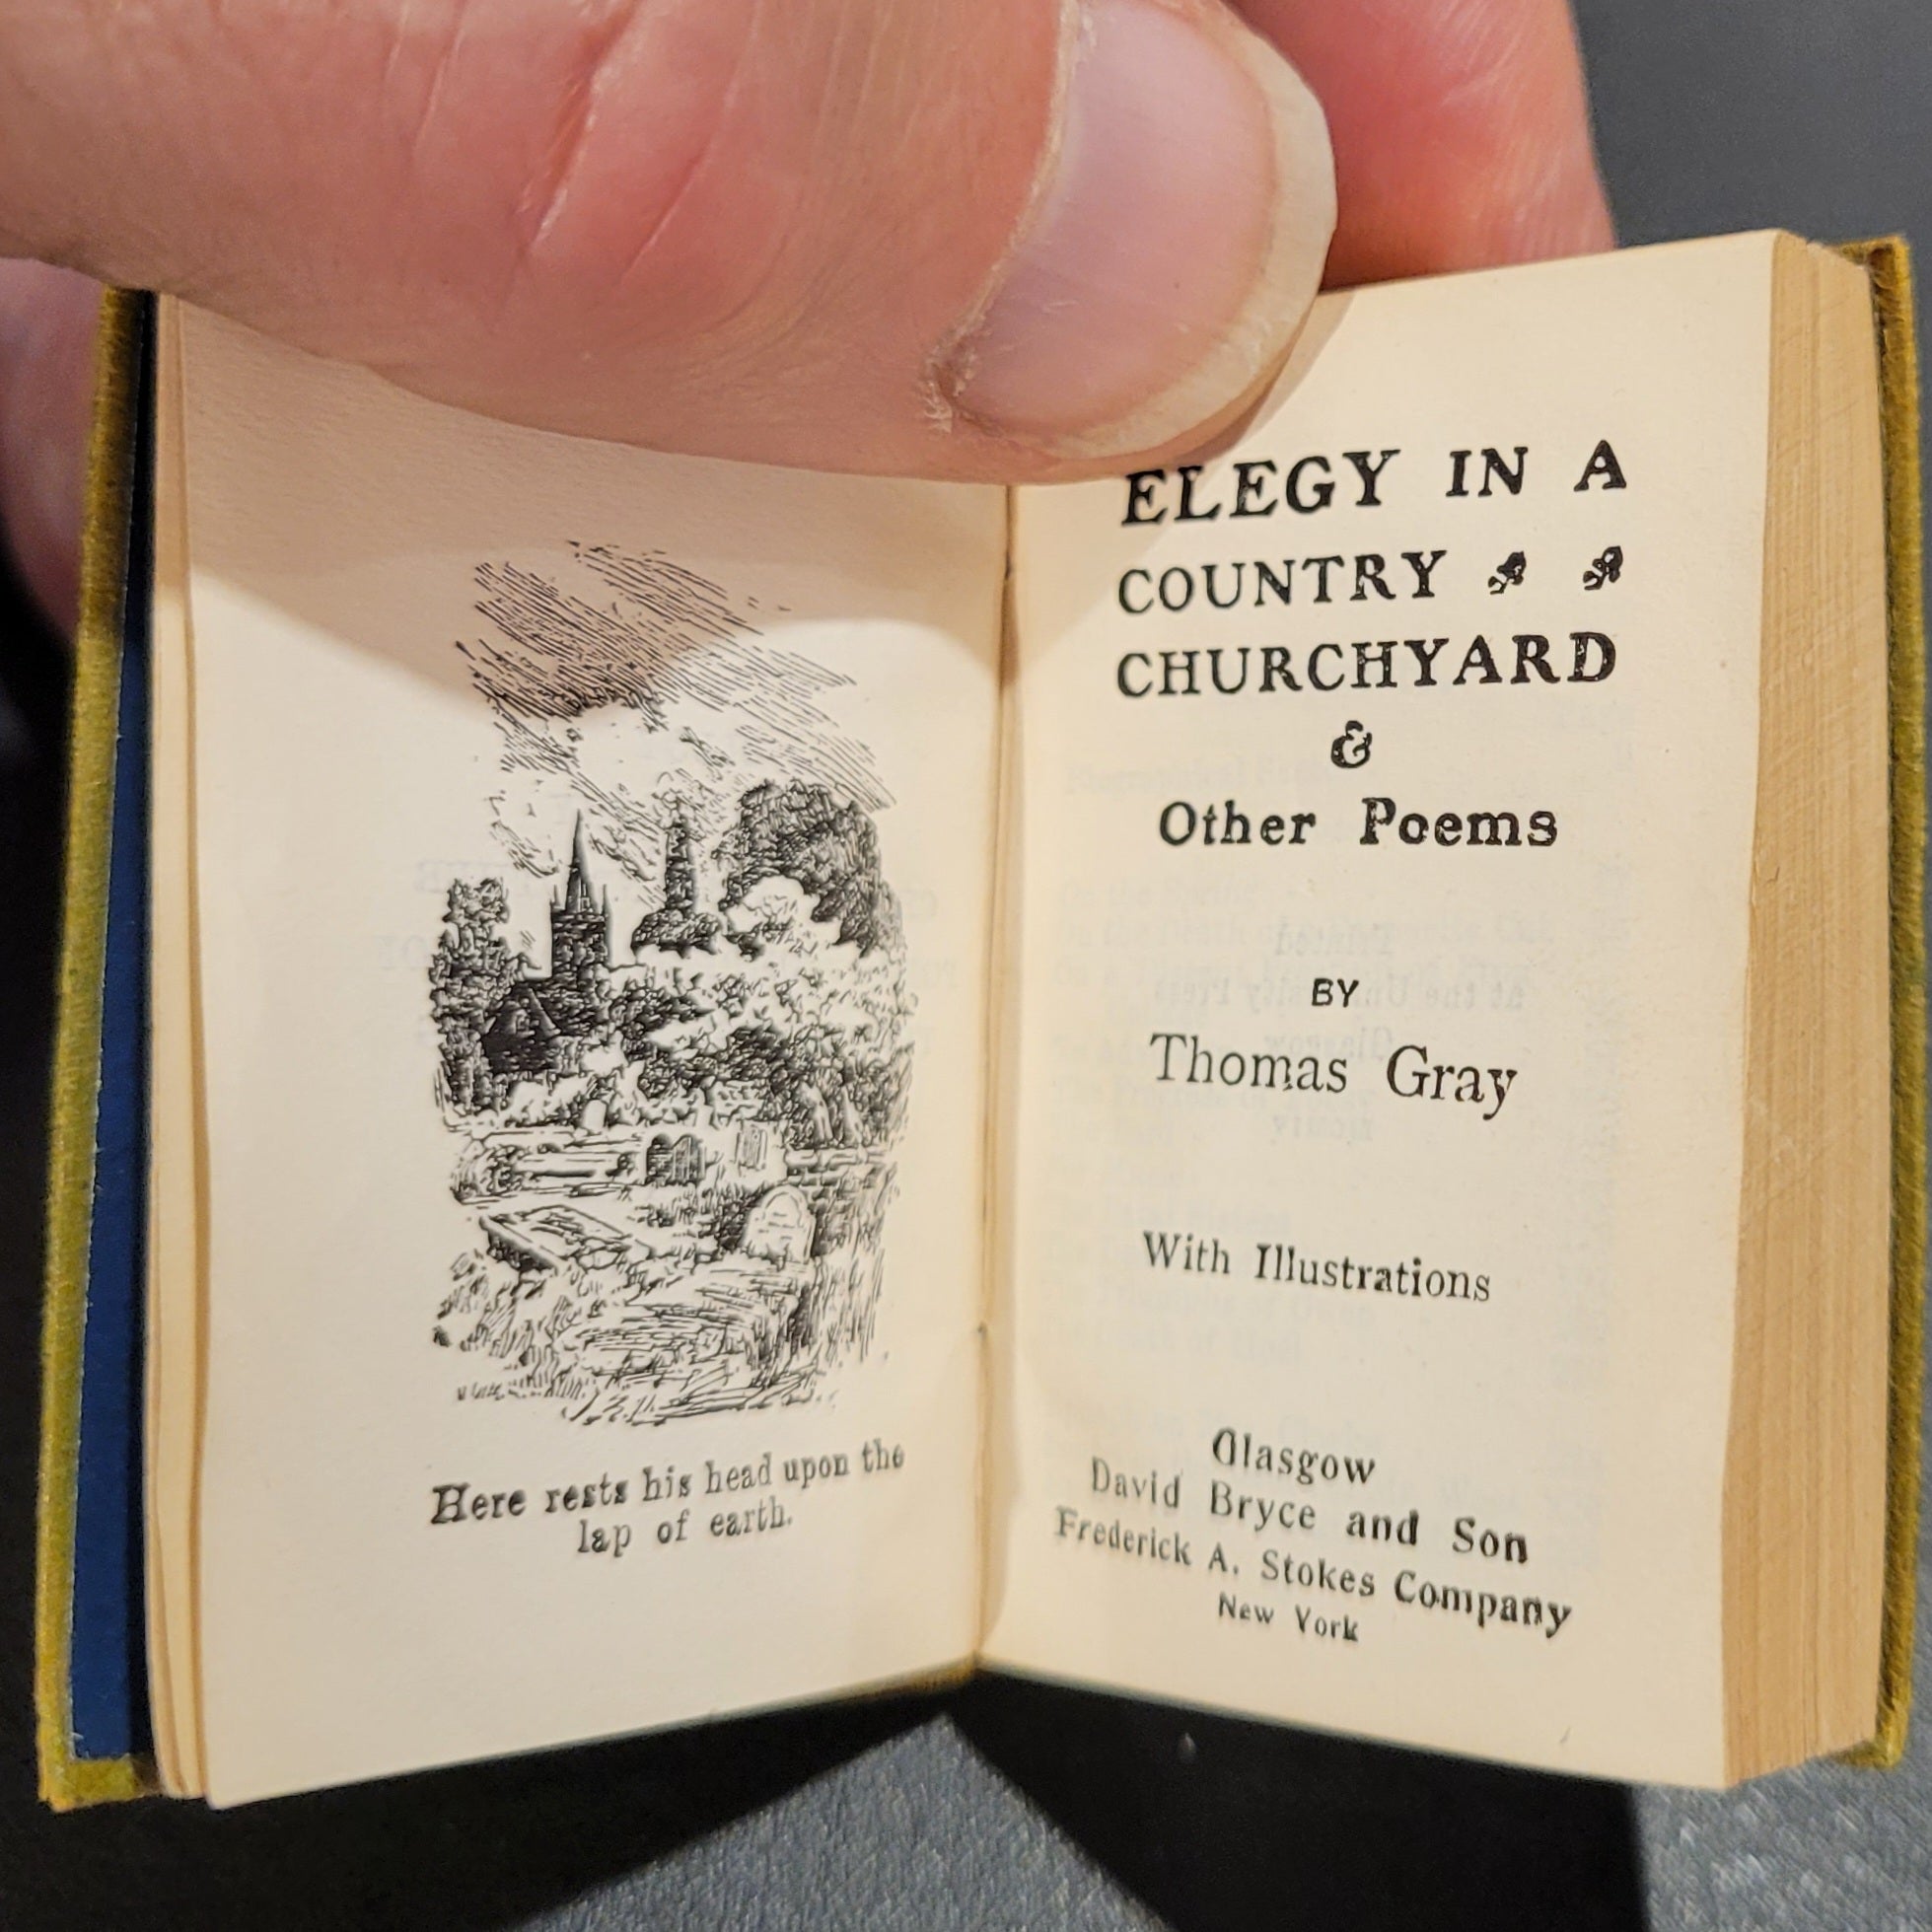 Here rests his head upon the
lap of earth.
ELEGY IN A
COUNTRY
CHURCHYARD
&
Other Poems
BY
Thomas Gray
With Illustrations
Glasgow
David Bryce and Son
Frederick A. Stokes Company
New York